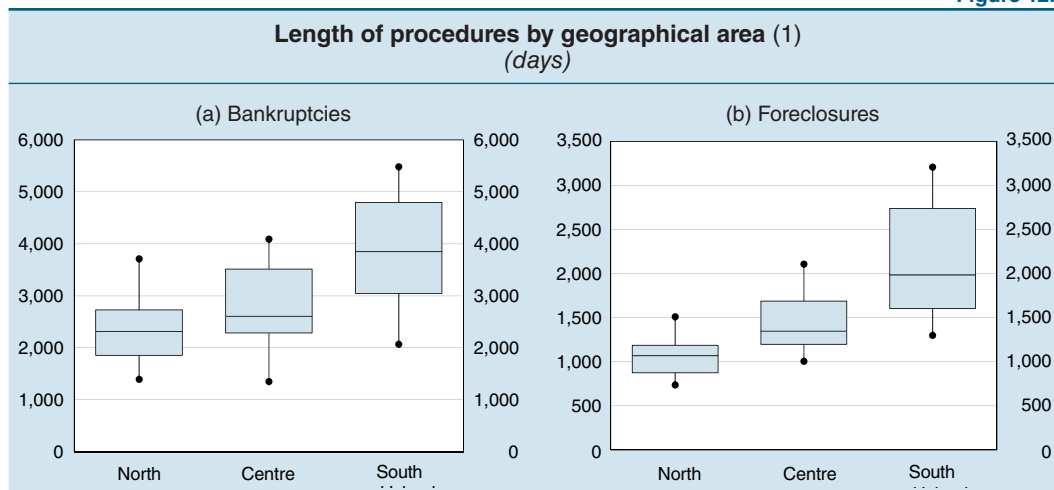 Length of procedures by geographical area (1)
(days)
(a) Bankruptcies
6,000 6,000
5,000 5,000
4,000 4,000
3,000 3,000
2,000 2,000
1,000 1,000
0 0
North Centre South
(b) Foreclosures
3,500 3,500
3,000 3,000
2,500 2,500
2,000 2,000
1,500 1,500
1,000 1,000
500 500
0 0
North Centre South